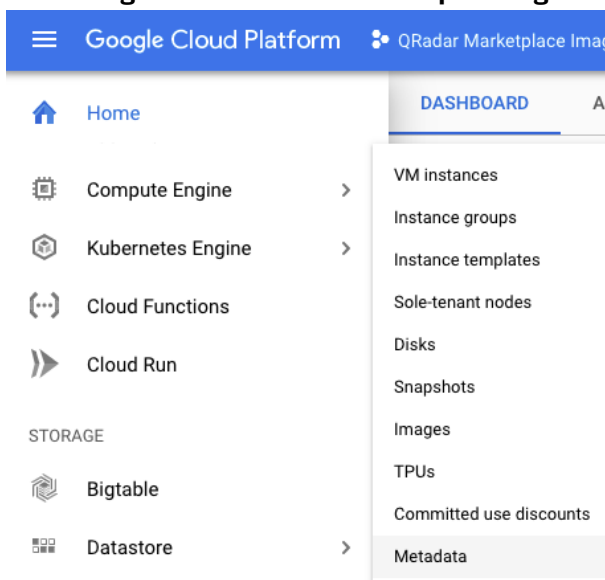 Google Cloud Platform
QRadar Marketplace Imag
Home
Compute Engine
Kubernetes Engine
Cloud Functions
Cloud Run
STORAGE
Bigtable
Datastore
DASHBOARD
A
VM instances
Instance groups
Instance templates
Sole-tenant nodes
Disks
Snapshots
Images
TPUs
Committed use discounts
Metadata